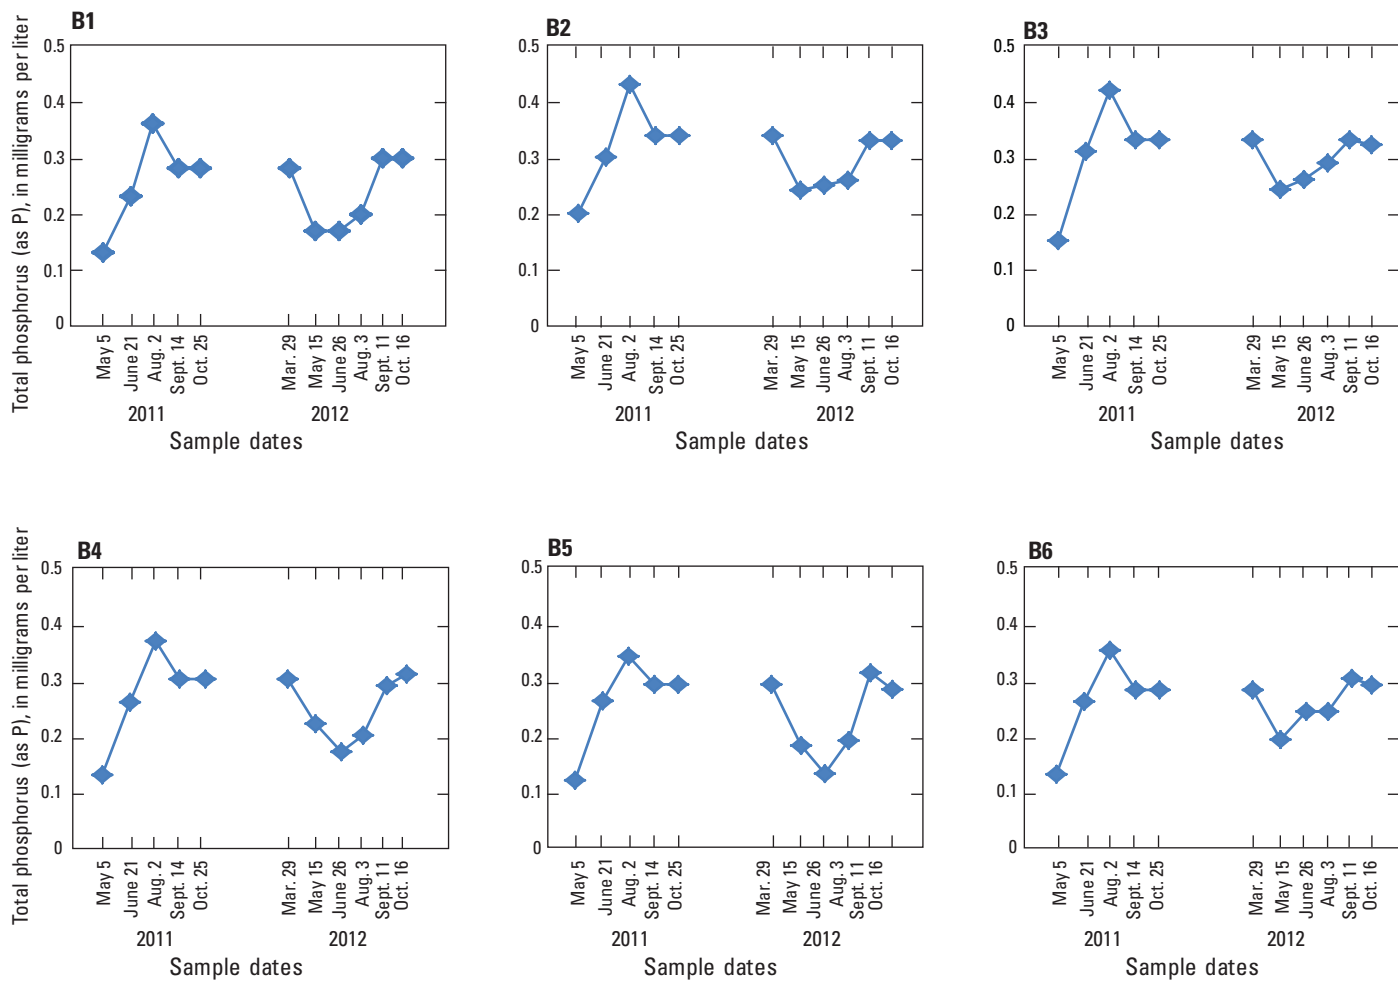 B1
B2
B3
Total phosphorus (as P), in milligrams per liter
0.5
0.4
0.3
0.2
0.1
0
May 5
June 21
Aug. 2
Sept. 14
Oct. 25
Mar. 29
May 15
June 26
Aug. 3
Sept. 11
Oct. 16
2011
2012
Sample dates
0.5
0.4
0.3
0.2
0.1
0
May 5
June 21
Aug. 2
Sept. 14
Oct. 25
Mar. 29
May 15
June 26
Aug. 3
Sept. 11
Oct. 16
2011
2012
Sample dates
0.5
0.4
0.3
0.2
0.1
0
May 5
June 21
Aug. 2
Sept. 14
Oct. 25
Mar. 29
May 15
June 26
Aug. 3
Sept. 11
Oct. 16
2011
2012
Sample dates
B4
B5
B6
Total phosphorus (as P), in milligrams per liter
0.5
0.4
0.3
0.2
0.1
0
May 5
June 21
Aug. 2
Sept. 14
Oct. 25
Mar. 29
May 15
June 26
Aug. 3
Sept. 11
Oct. 16
2011
2012
Sample dates
0.5
0.4
0.3
0.2
0.1
0
May 5
June 21
Aug. 2
Sept. 14
Oct. 25
Mar. 29
May 15
June 26
Aug. 3
Sept. 11
Oct. 16
2011
2012
Sample dates
0.5
0.4
0.3
0.2
0.1
0
May 5
June 21
Aug. 2
Sept. 14
Oct. 25
Mar. 29
May 15
June 26
Aug. 3
Sept. 11
Oct. 16
2011
2012
Sample dates